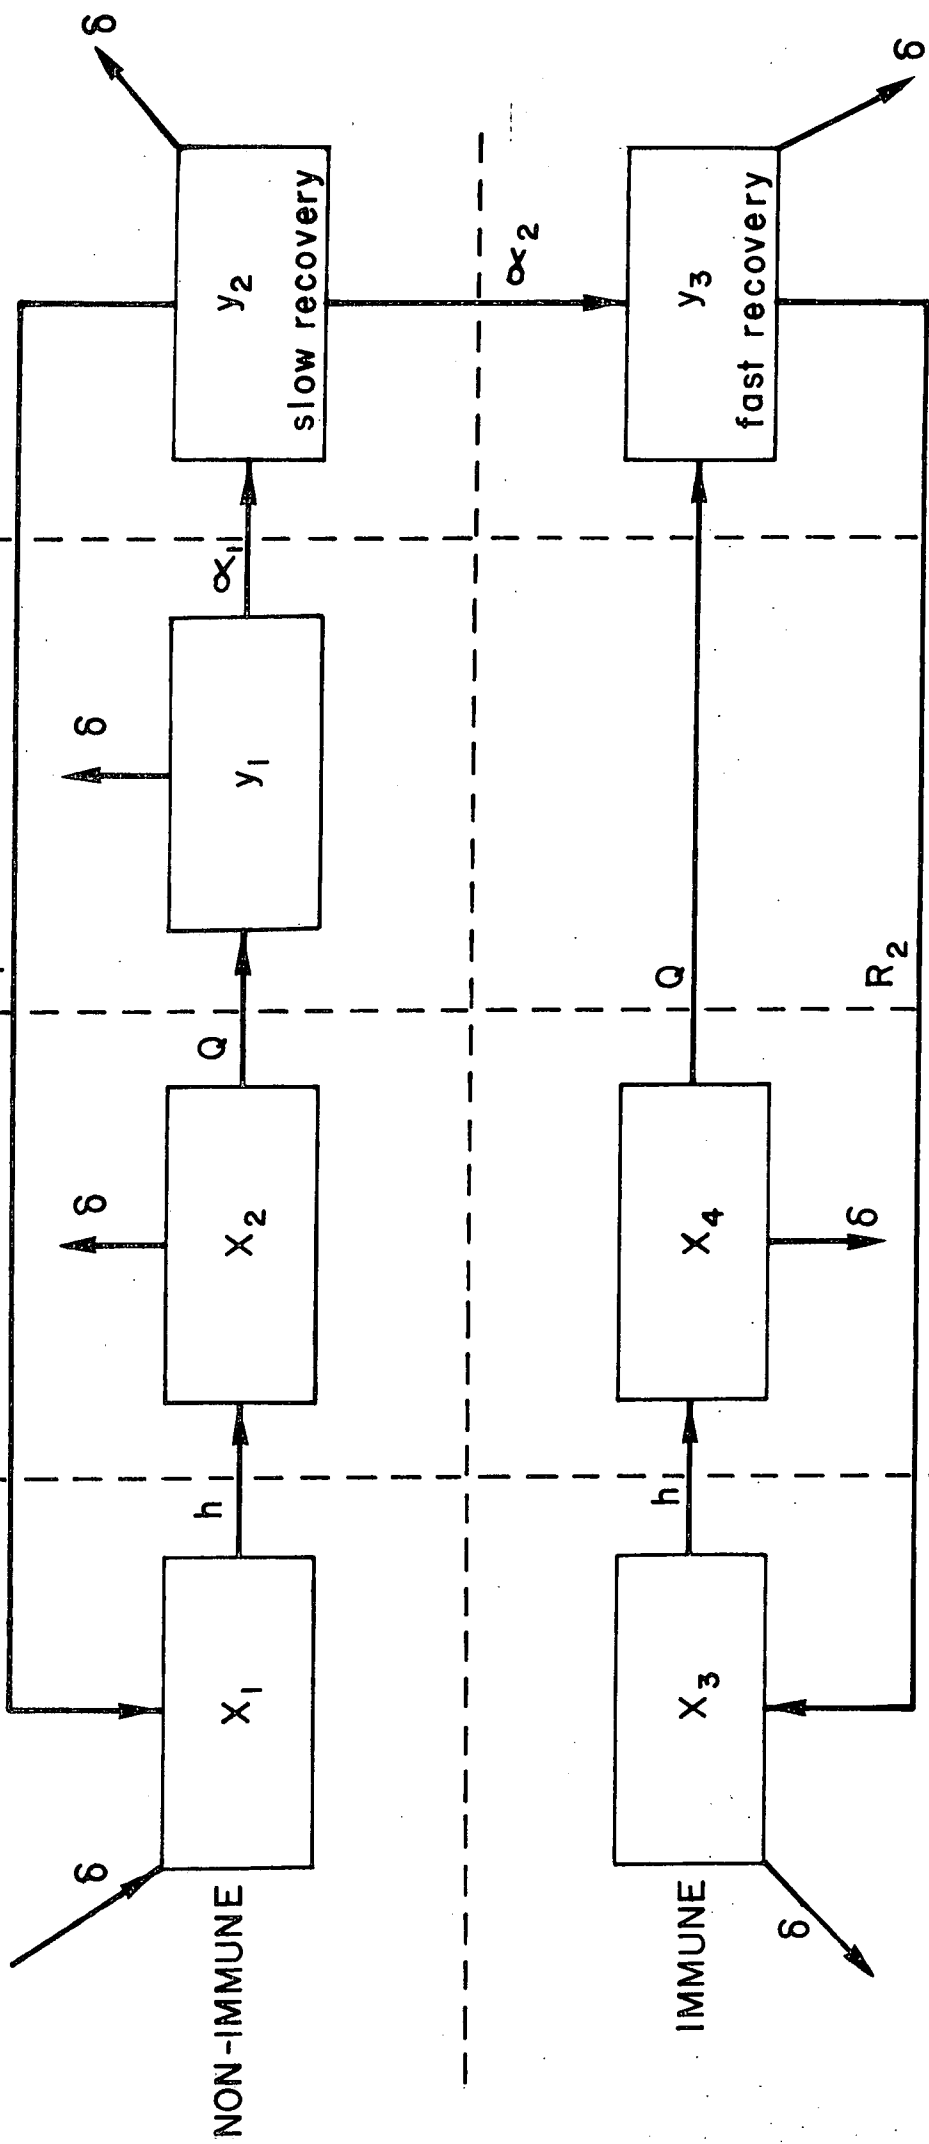 δ
NON-IMMUNE
X₁
h
δ
X₂
Q
δ
y₁
α₁
y₂
slow recovery
δ
α₂
IMMUNE
δ
X₃
h
X₄
δ
Q
R₂
y₃
fast recovery
δ